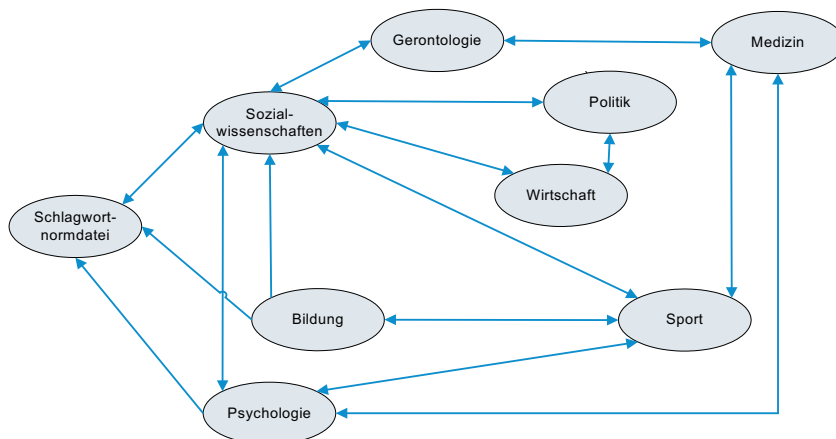 Gerontologie
Medizin
Sozial-
wissenschaften
Politik
Wirtschaft
Schlagwort-
normdatei
Bildung
Sport
Psychologie